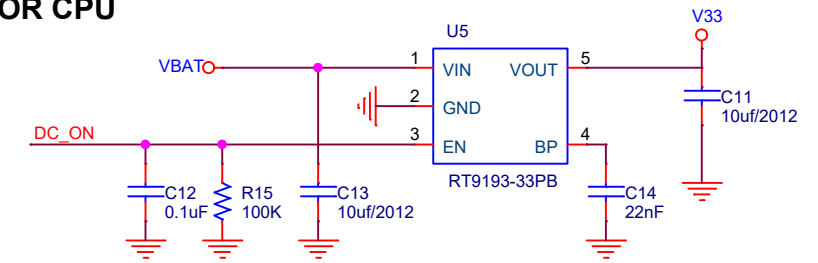 OR CPU
V33
U5
VBAT
1
VIN
VOUT
5
2
GND
C11
10uf/2012
DC_ON
3
EN
BP
4
RT9193-33PB
C12
0.1uF
R15
100K
C13
10uf/2012
C14
22nF